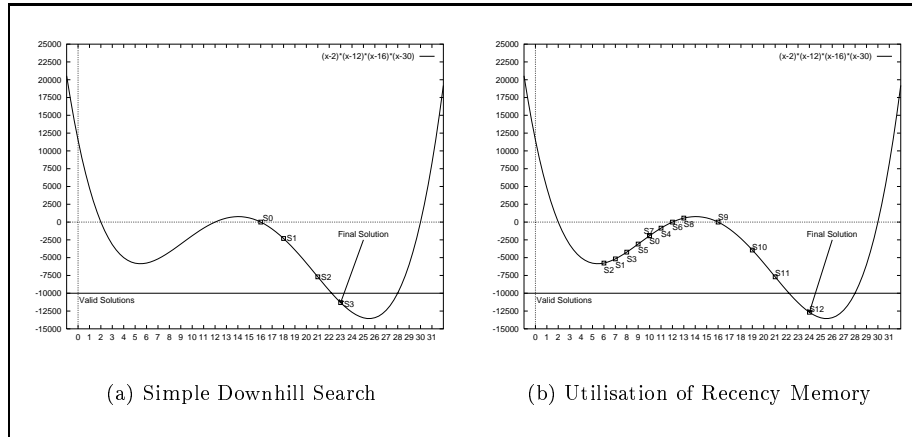 25000
22500
20000
17500
15000
12500
10000
7500
5000
2500
0
-2500
-5000
-7500
-10000
-12500
-15000
(x-2)*(x-12)*(x-16)*(x-30)
S0
S1
Final Solution
S2
S3
Valid Solutions
0 1 2 3 4 5 6 7 8 9 10 11 12 13 14 15 16 17 18 19 20 21 22 23 24 25 26 27 28 29 30 31
(a) Simple Downhill Search
25000
22500
20000
17500
15000
12500
10000
7500
5000
2500
0
-2500
-5000
-7500
-10000
-12500
-15000
(x-2)*(x-12)*(x-16)*(x-30)
S9
S8
S6
S7
S4
S0
S5
S3
S1
S2
Final Solution
S10
S11
S12
Valid Solutions
0 1 2 3 4 5 6 7 8 9 10 11 12 13 14 15 16 17 18 19 20 21 22 23 24 25 26 27 28 29 30 31
(b) Utilisation of Recency Memory